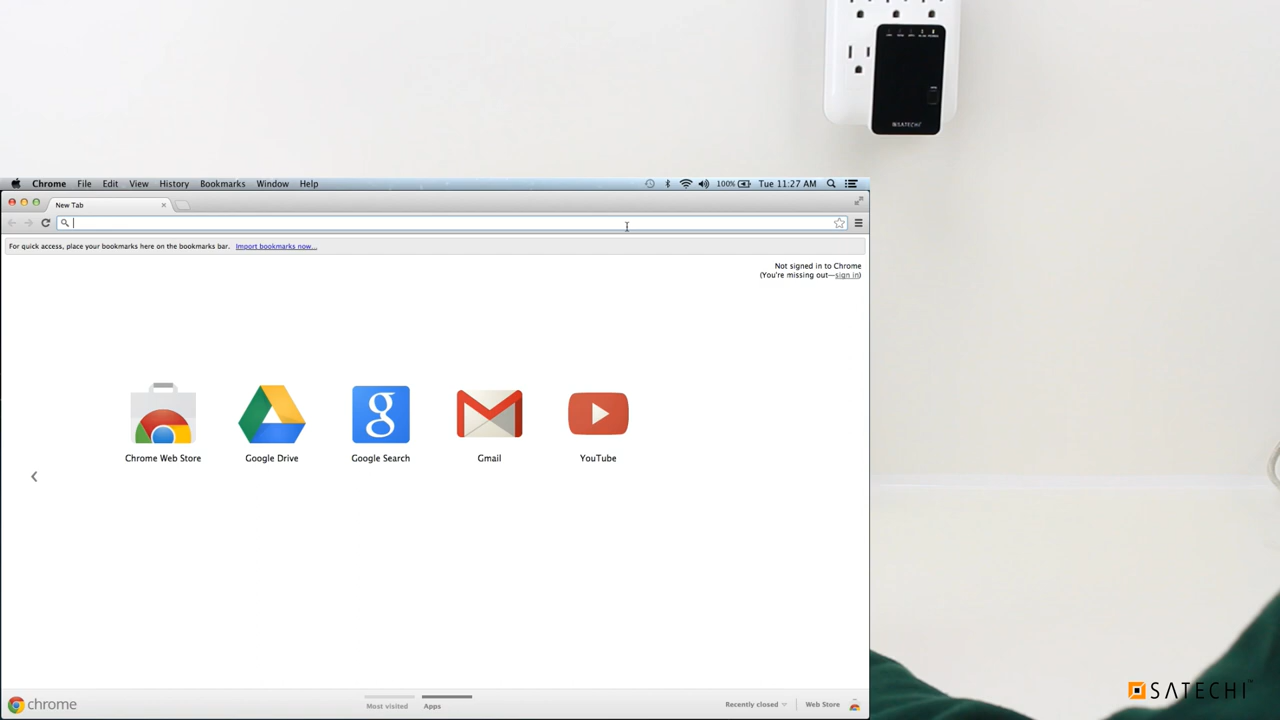 SATECHI
Chrome File Edit View History Bookmarks Window Help 100% Tue 11:27 AM
New Tab
For quick access, place your bookmarks here on the bookmarks bar. Import bookmarks now...
Not signed in to Chrome
(You're missing out—sign in)
Chrome Web Store Google Drive Google Search Gmail YouTube
chrome Most visited Apps Recently closed Web Store
SATECHI